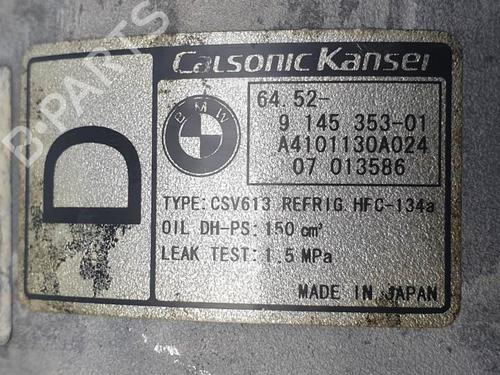 Calsonic Kansei
D
BMW
64.52-
9 145 353-01
A4101130A024
07 013586
TYPE: CSV613 REFRIG HFC-134a
OIL DH-PS: 150 cm³
LEAK TEST: 1.5 MPa
MADE IN JAPAN
B-PARTS